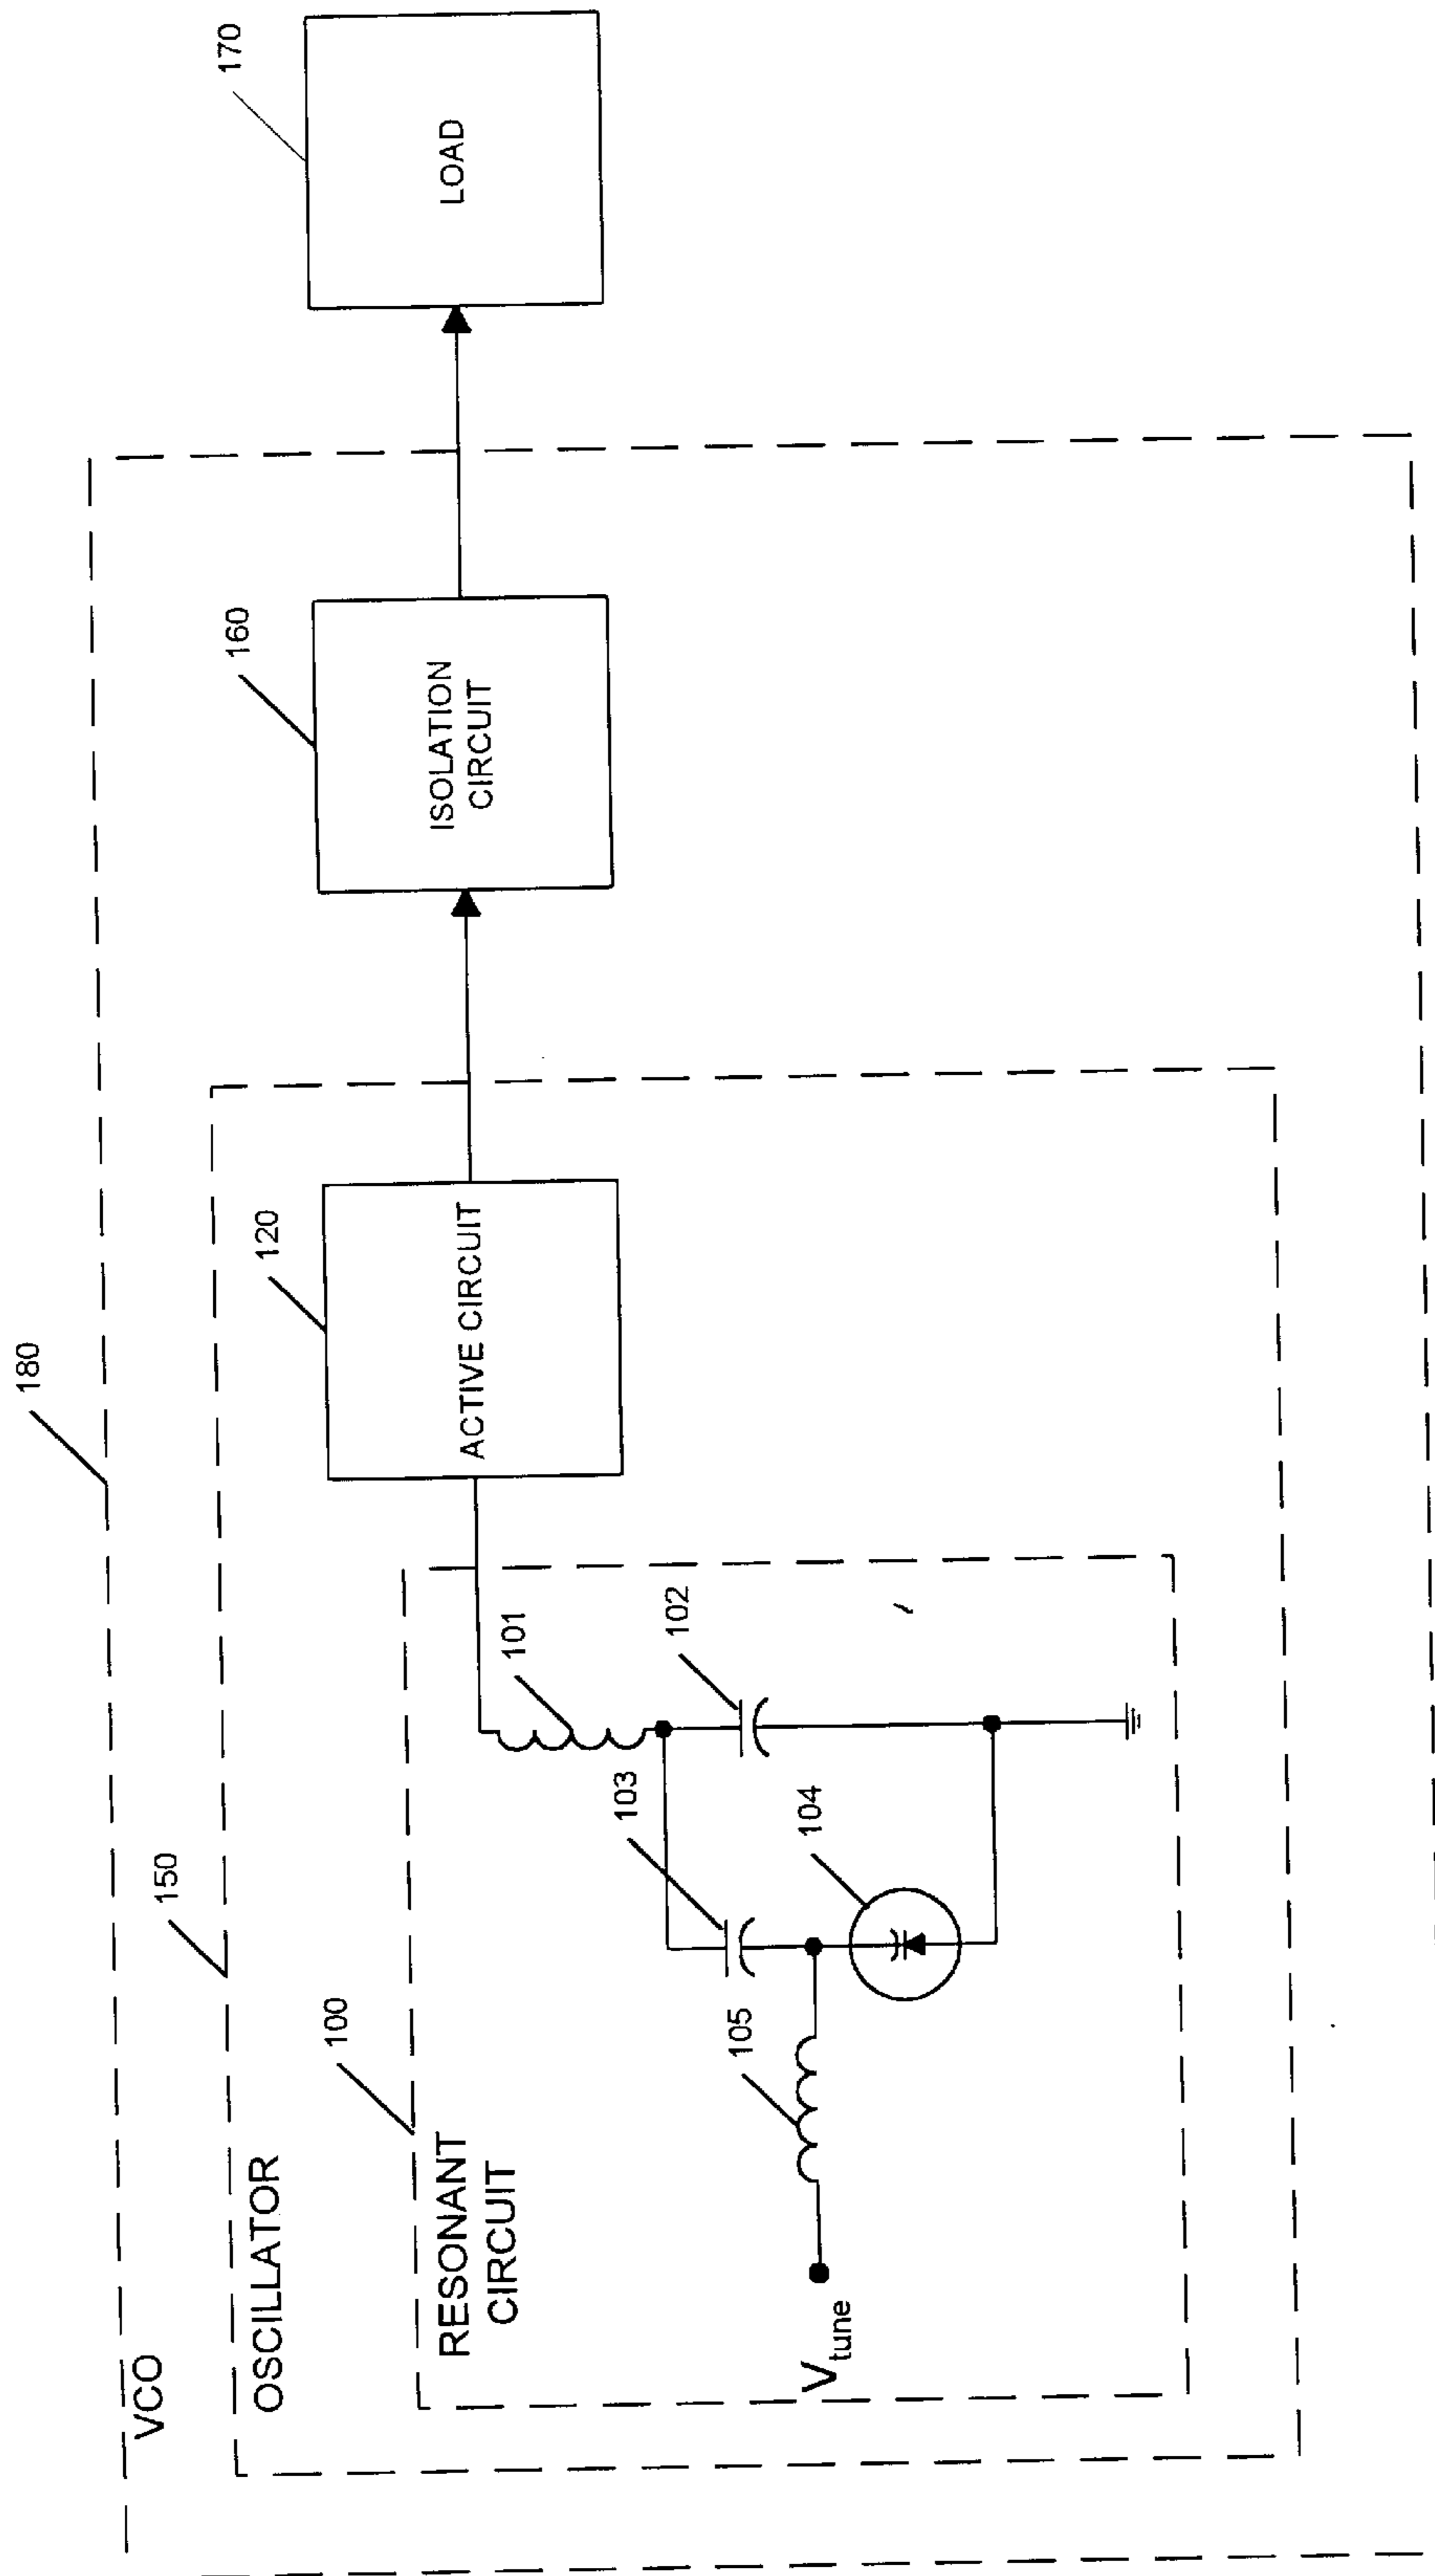 180
VCO
150
OSCILLATOR
100
RESONANT
CIRCUIT
V tune
105
103
104
101
102
120
ACTIVE CIRCUIT
160
ISOLATION
CIRCUIT
170
LOAD